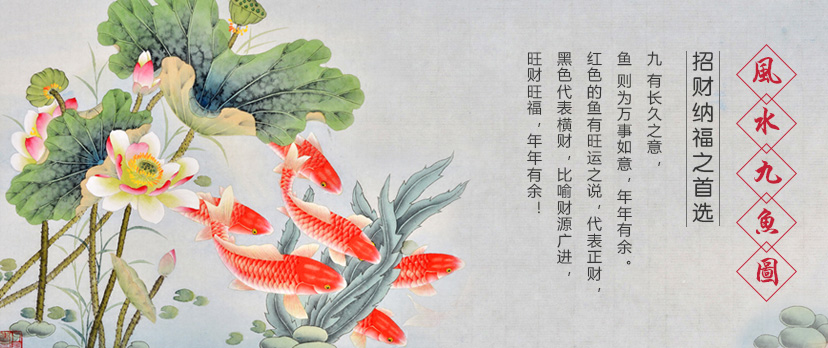 風水九魚圖
招财纳福之首选
九 有长久之意，
鱼 则为万事如意，年年有余。
红色的鱼有旺运之说，代表正财，
黑色代表横财，比喻财源广进，
旺财旺福，年年有余！